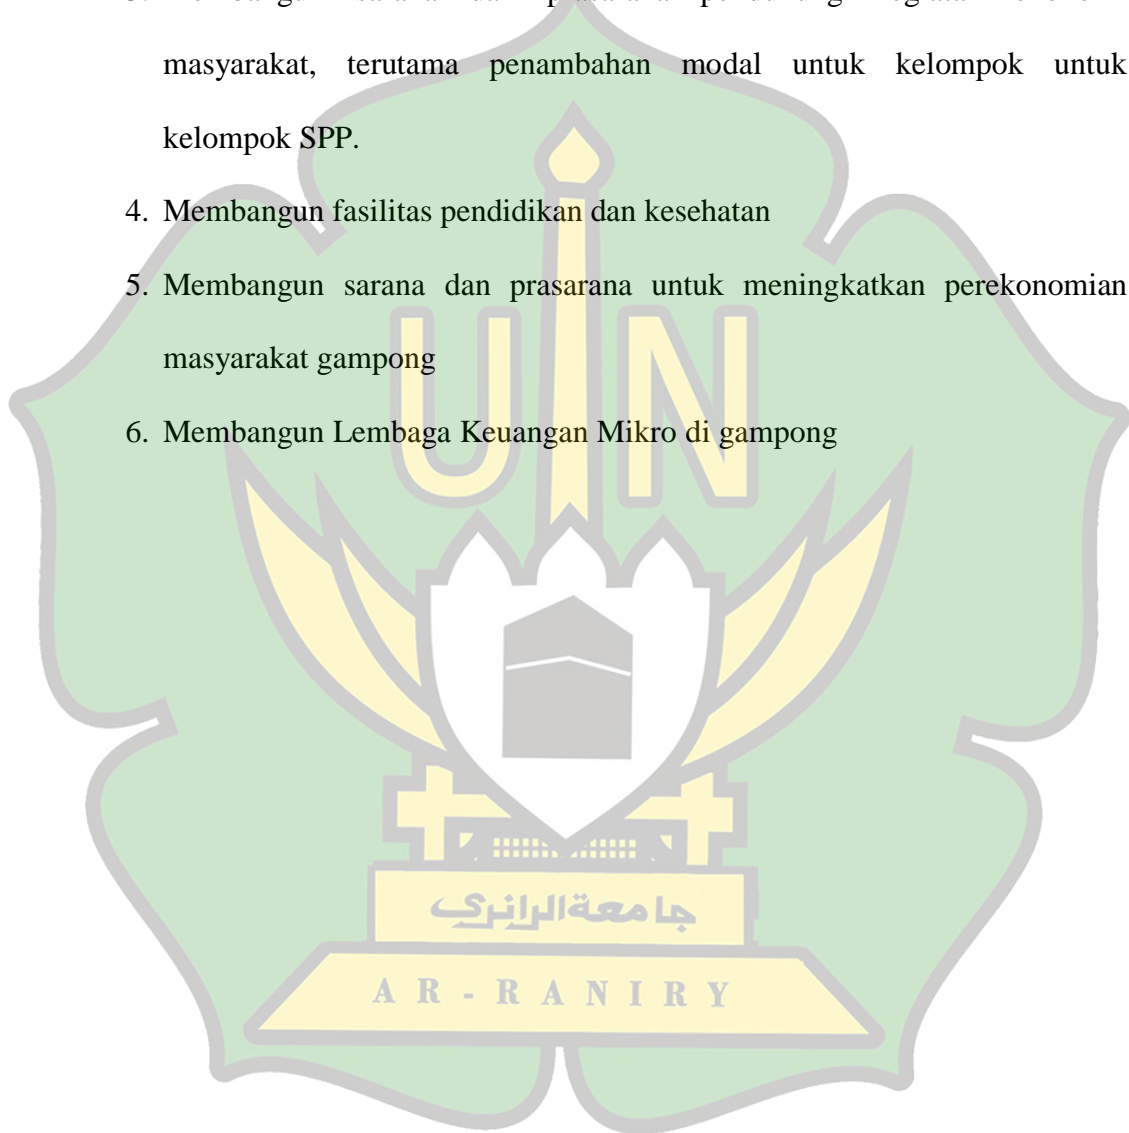 masyarakat, terutama penambahan modal untuk kelompok untuk
kelompok SPP.
4. Membangun fasilitas pendidikan dan kesehatan
5. Membangun sarana dan prasarana untuk meningkatkan perekonomian
masyarakat gampong
6. Membangun Lembaga Keuangan Mikro di gampong
UIN
جامعة الرانري
AR-RANIRY